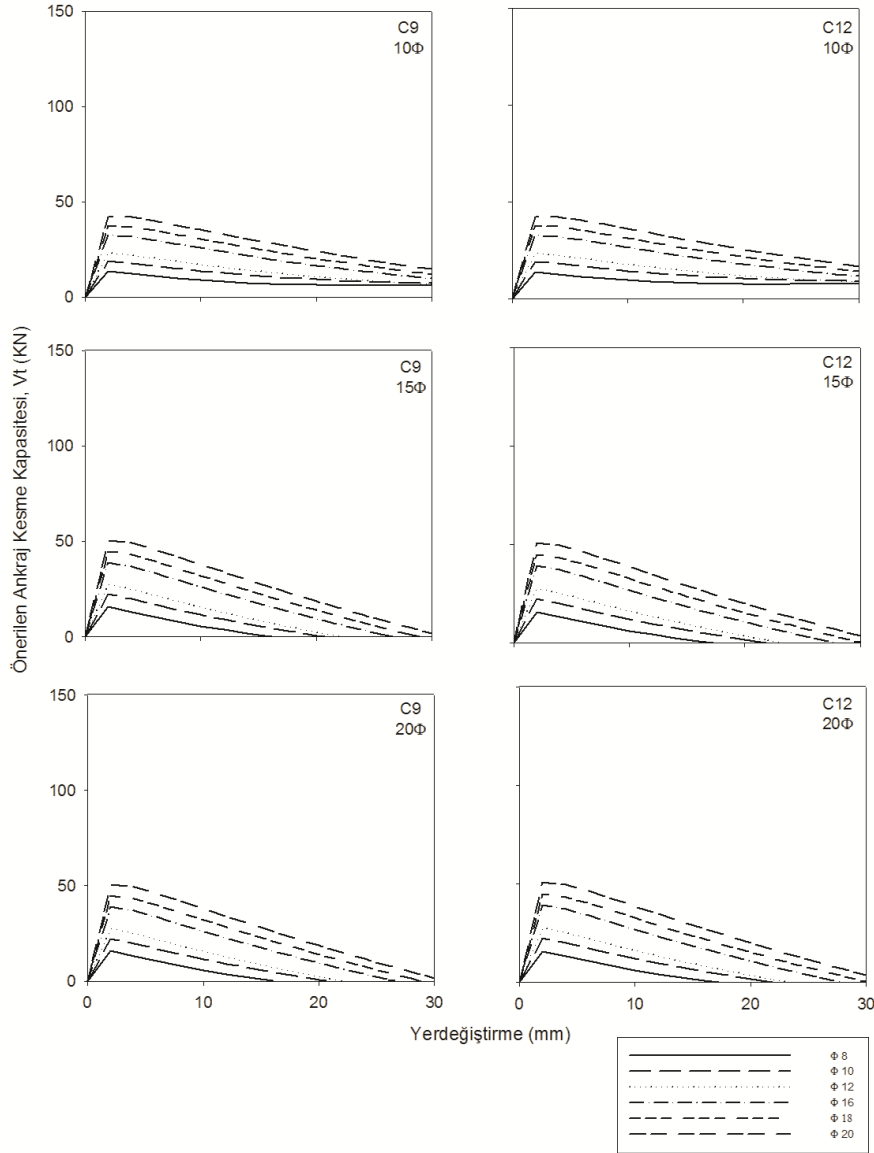 150
C9
10Φ
C12
10Φ
100
50
0
150
C9
15Φ
C12
15Φ
100
50
0
150
C9
20Φ
C12
20Φ
100
50
0
0
10
20
30
0
10
20
30
Önerilen Ankraj Kesme Kapasitesi, Vt (KN)
Yerdeğiştirme (mm)
Φ 8
Φ 10
Φ 12
Φ 16
Φ 18
Φ 20